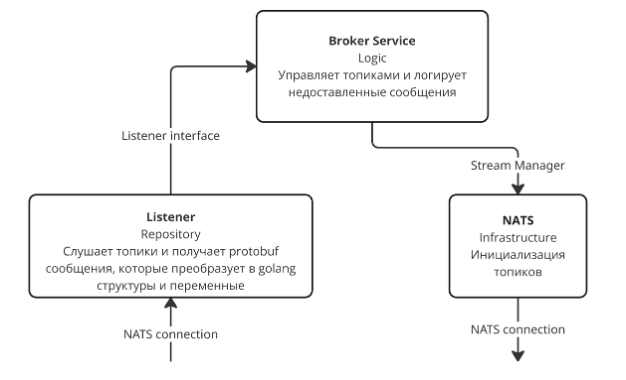 Broker Service
Logic
Управляет топиками и логирует
недоставленные сообщения
Listener interface
Stream Manager
Listener
Repository
Слушает топики и получает protobuf
сообщения, которые преобразует в golang
структуры и переменные
NATS
Infrastructure
Инициализация
топиков
NATS connection
NATS connection